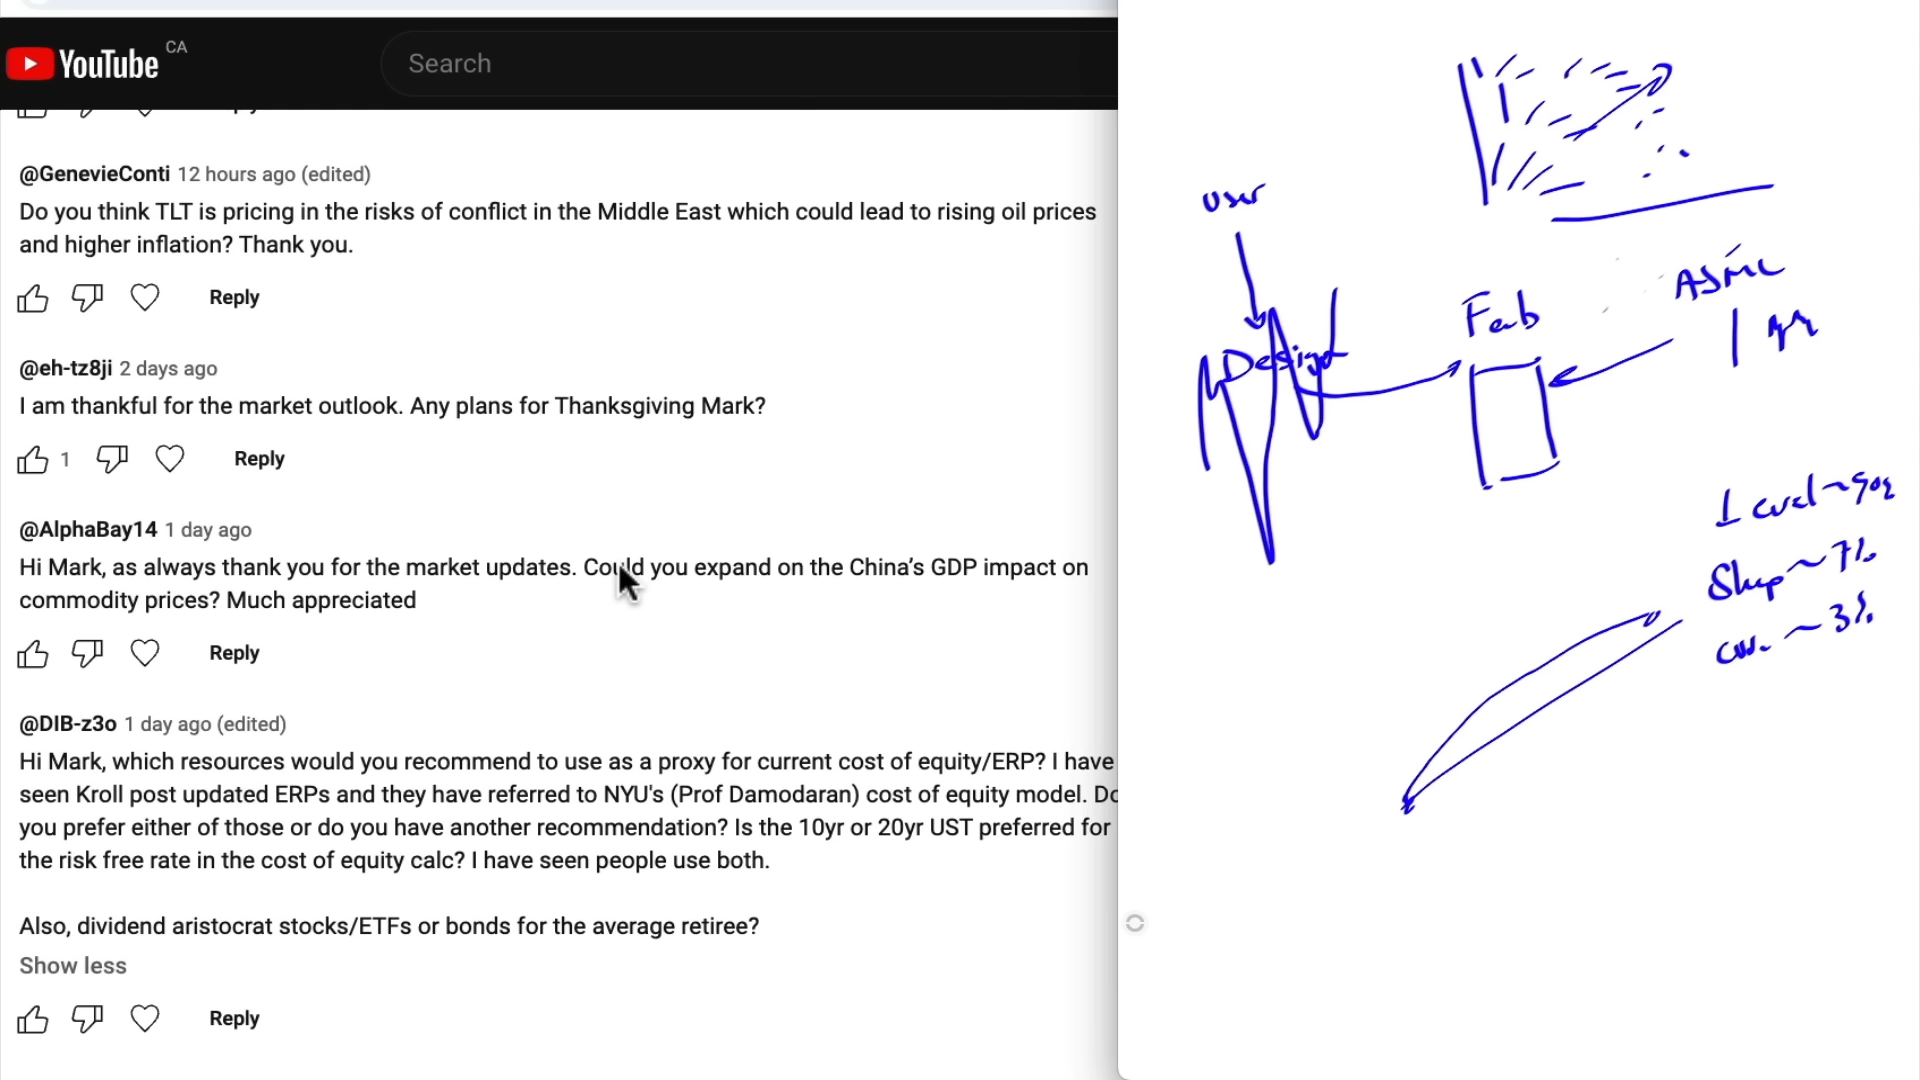 YouTube CA
Search
@GenevieConti 12 hours ago (edited)
Do you think TLT is pricing in the risks of conflict in the Middle East which could lead to rising oil prices
and higher inflation? Thank you.
Reply
@eh-tz8ji 2 days ago
I am thankful for the market outlook. Any plans for Thanksgiving Mark?
1 Reply
@AlphaBay14 1 day ago
Hi Mark, as always thank you for the market updates. Could you expand on the China’s GDP impact on
commodity prices? Much appreciated
Reply
@DIB-z3o 1 day ago (edited)
Hi Mark, which resources would you recommend to use as a proxy for current cost of equity/ERP? I have
seen Kroll post updated ERPs and they have referred to NYU's (Prof Damodaran) cost of equity model. Do
you prefer either of those or do you have another recommendation? Is the 10yr or 20yr UST preferred for
the risk free rate in the cost of equity calc? I have seen people use both.
Also, dividend aristocrat stocks/ETFs or bonds for the average retiree?
Show less
Reply
User
Design
Fab
ASML
~ 7%
~ 3%